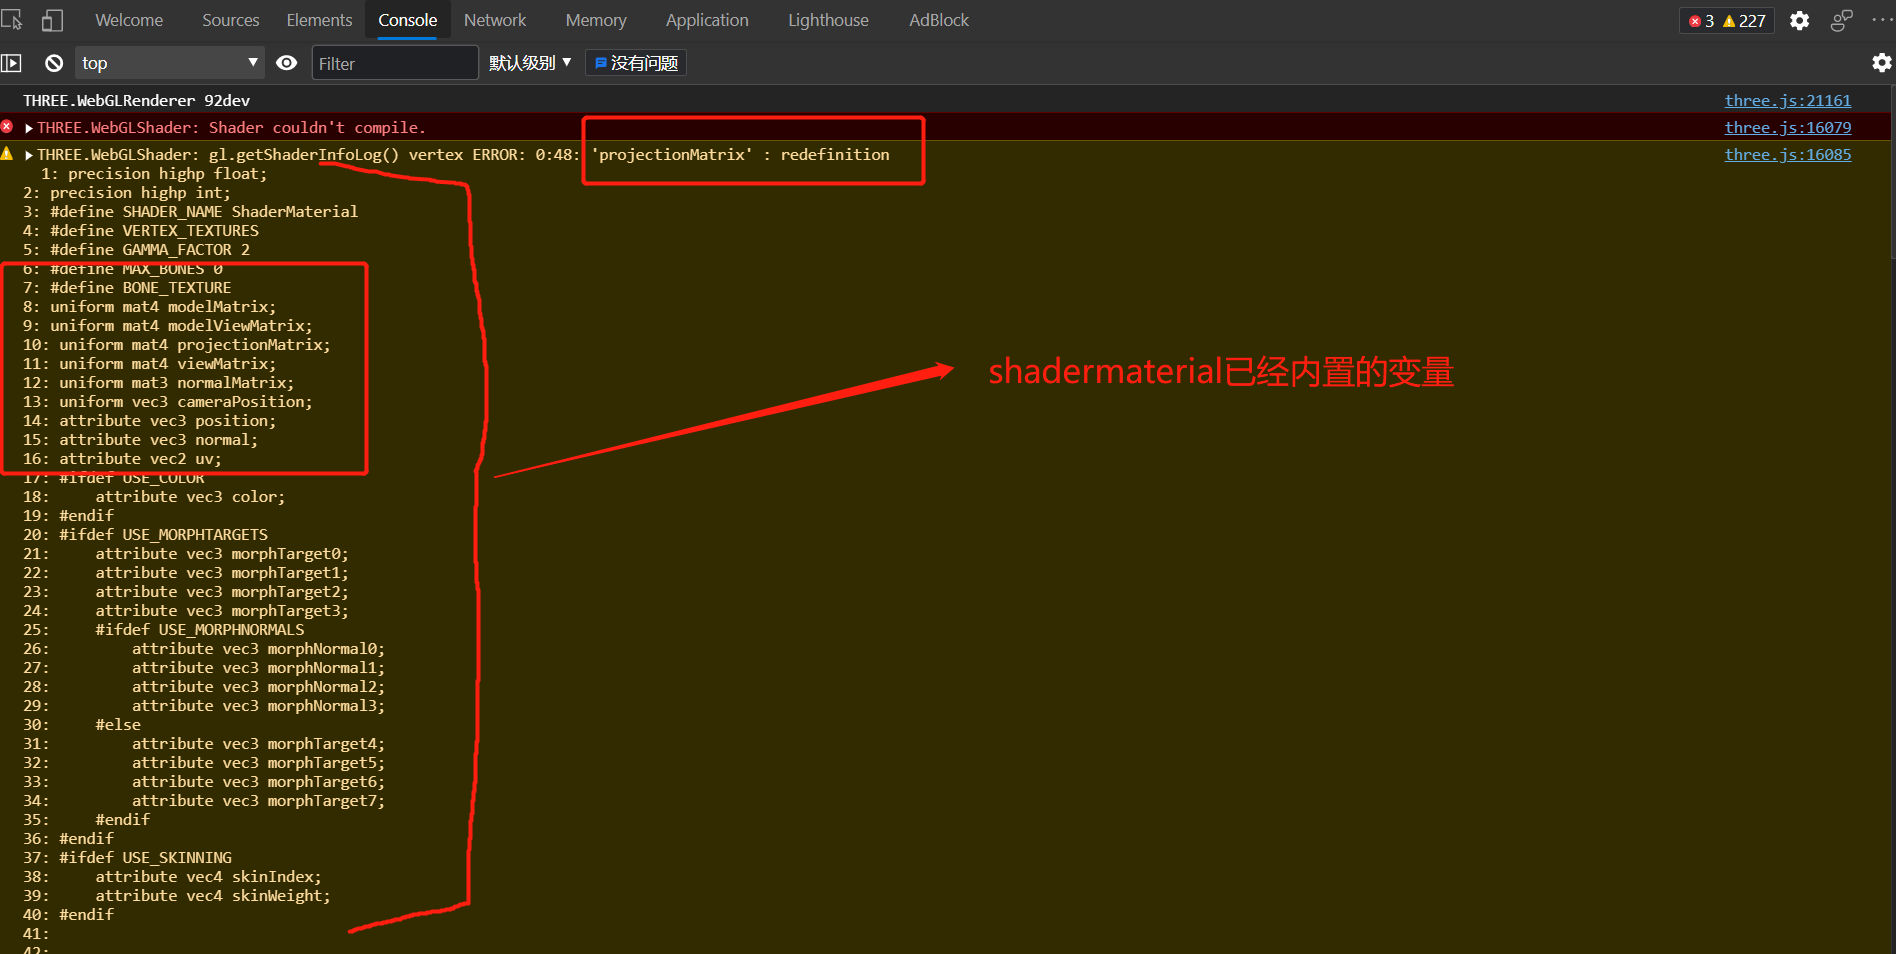 Welcome Sources Elements Console Network Memory Application Lighthouse AdBlock 3 227
top Filter 默认级别 没有问题
THREE.WebGLRenderer 92dev three.js:21161
THREE.WebGLShader: Shader couldn't compile. three.js:16079
THREE.WebGLShader: gl.getShaderInfoLog() vertex ERROR: 0:48: 'projectionMatrix' : redefinition three.js:16085
1: precision highp float;
2: precision highp int;
3: #define SHADER_NAME ShaderMaterial
4: #define VERTEX_TEXTURES
5: #define GAMMA_FACTOR 2
6: #define MAX_BONES 0
7: #define BONE_TEXTURE
8: uniform mat4 modelMatrix;
9: uniform mat4 modelViewMatrix;
10: uniform mat4 projectionMatrix;
11: uniform mat4 viewMatrix;
12: uniform mat3 normalMatrix;
13: uniform vec3 cameraPosition;
14: attribute vec3 position;
15: attribute vec3 normal;
16: attribute vec2 uv;
17: #ifdef USE_COLOR
18: attribute vec3 color;
19: #endif
20: #ifdef USE_MORPHTARGETS
21: attribute vec3 morphTarget0;
22: attribute vec3 morphTarget1;
23: attribute vec3 morphTarget2;
24: attribute vec3 morphTarget3;
25: #ifdef USE_MORPHNORMALS
26: attribute vec3 morphNormal0;
27: attribute vec3 morphNormal1;
28: attribute vec3 morphNormal2;
29: attribute vec3 morphNormal3;
30: #else
31: attribute vec3 morphTarget4;
32: attribute vec3 morphTarget5;
33: attribute vec3 morphTarget6;
34: attribute vec3 morphTarget7;
35: #endif
36: #endif
37: #ifdef USE_SKINNING
38: attribute vec4 skinIndex;
39: attribute vec4 skinWeight;
40: #endif
41:
42:
shadermaterial已经内置的变量